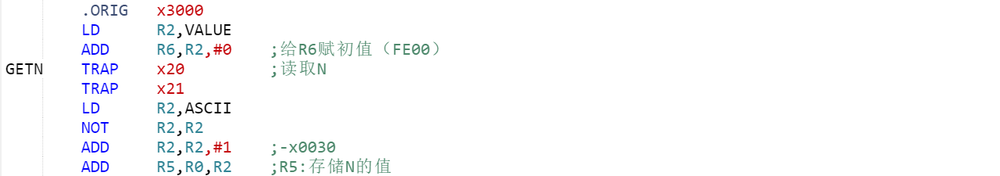 .ORIG x3000
LD R2,VALUE
ADD R6,R2,#0 ;给R6赋初值（FE00）
GETN TRAP x20 ;读取N
TRAP x21
LD R2,ASCII
NOT R2,R2
ADD R2,R2,#1 ;-x0030
ADD R5,R0,R2 ;R5:存储N的值